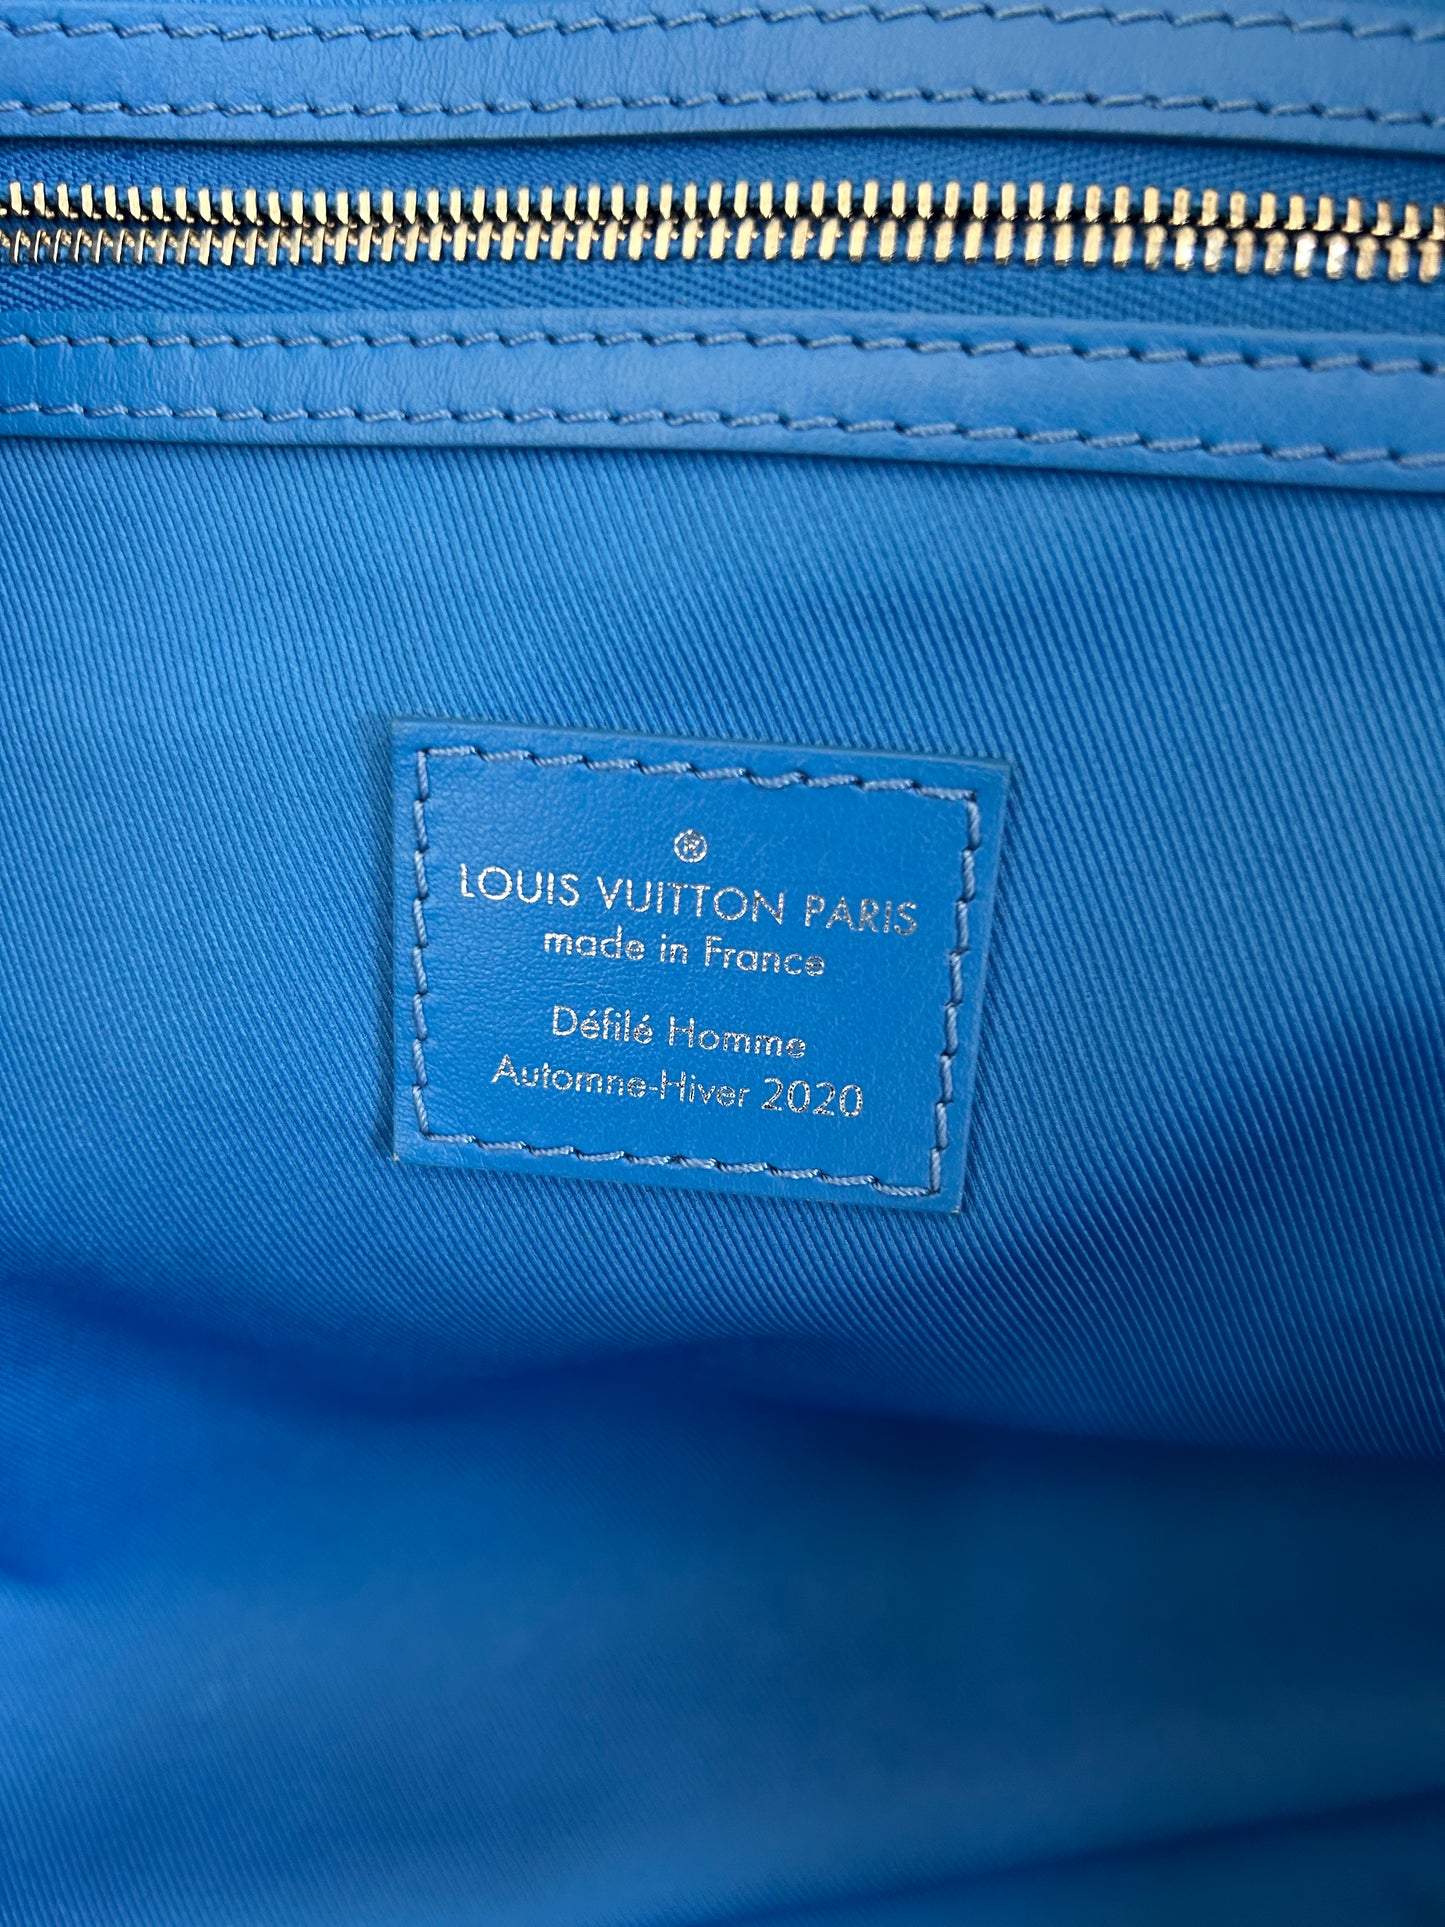 LOUIS VUITTON PARIS
made in France
Défilé Homme
Automne-Hiver 2020